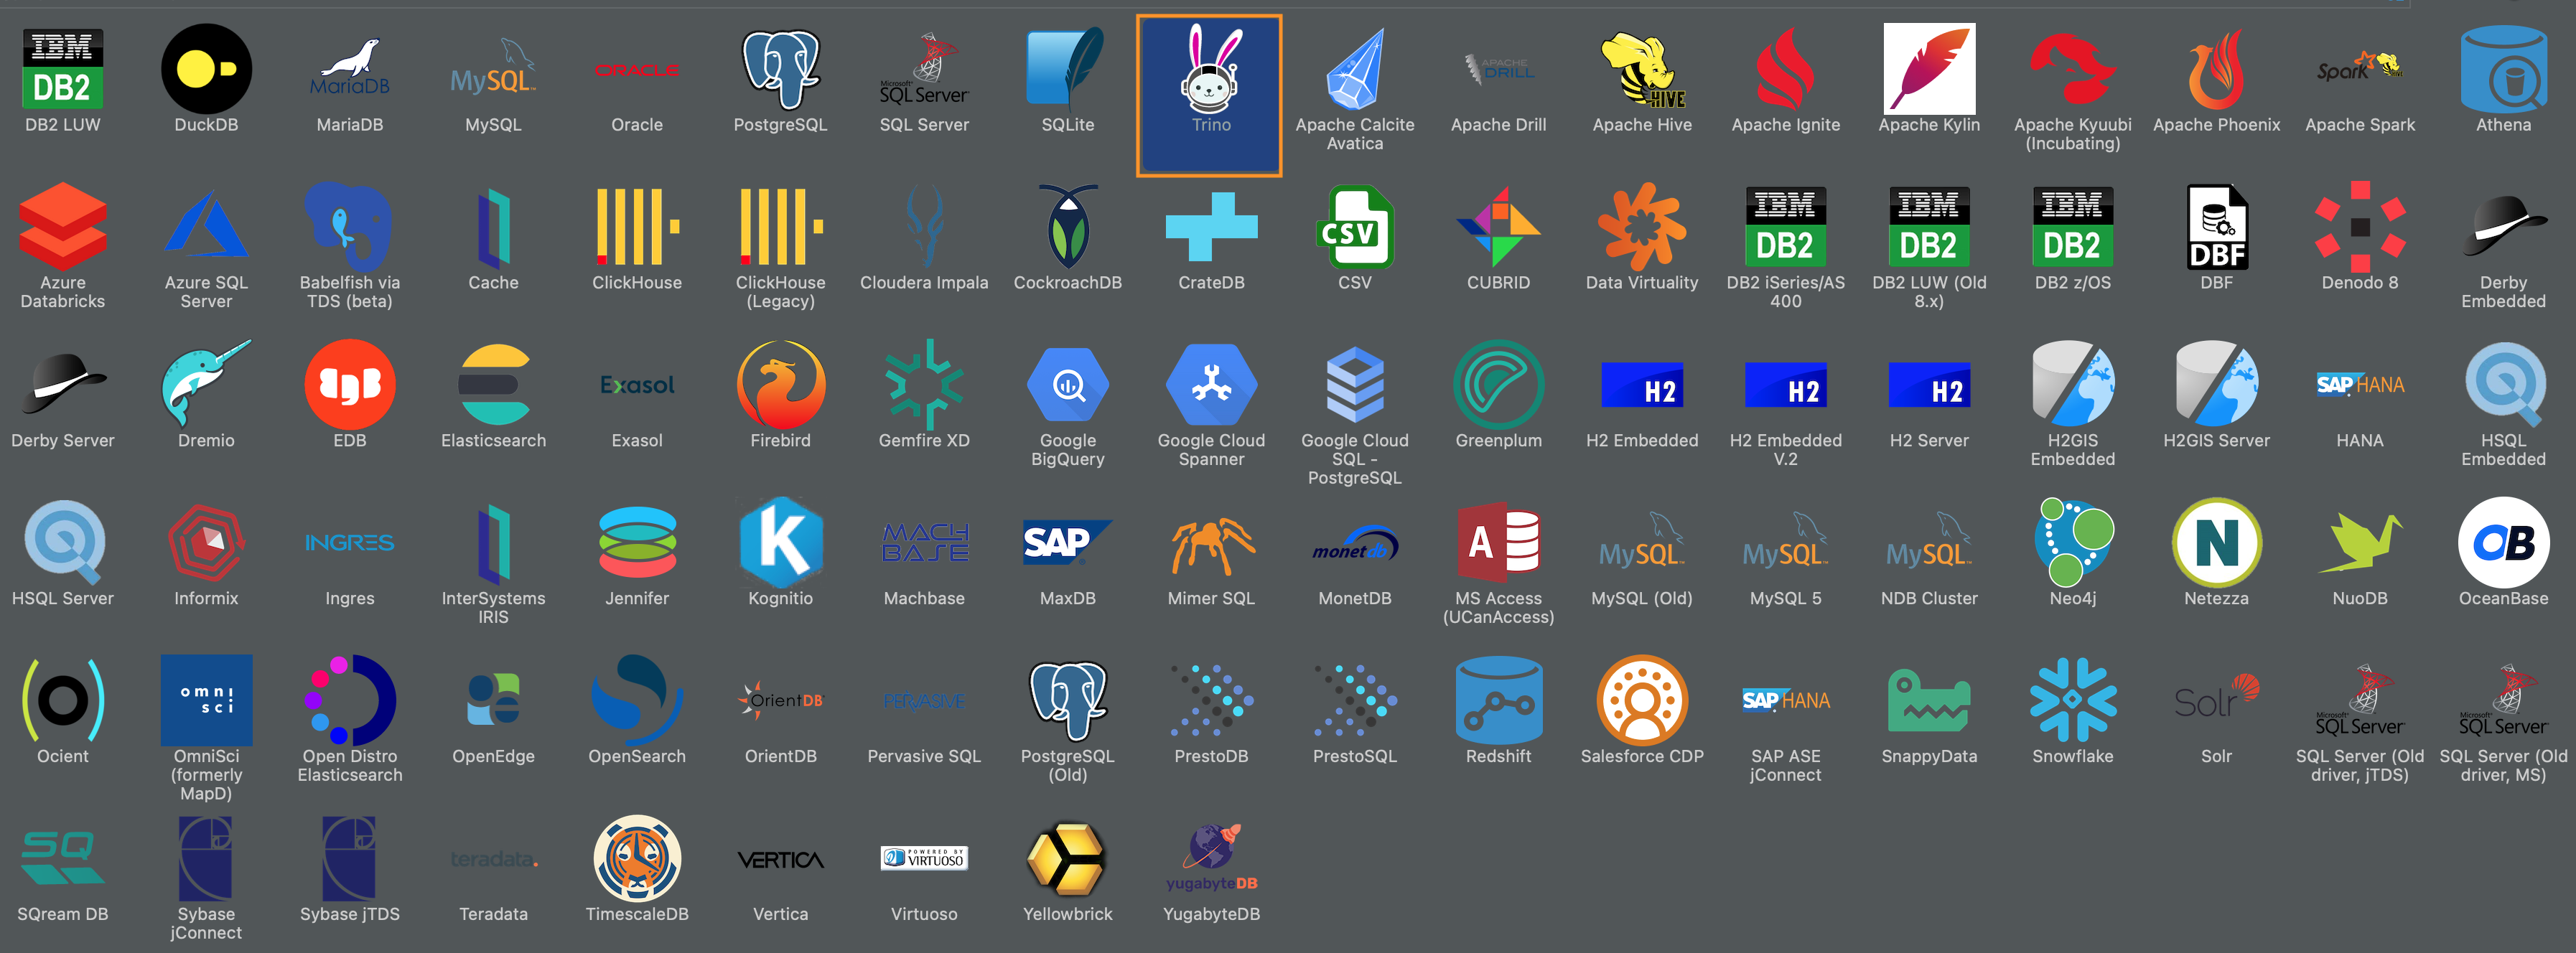 IBM DB2
DB2 LUW
DuckDB
MariaDB
MariaDB
MySQL
MySQL
ORACLE
Oracle
PostgreSQL
Microsoft SQL Server
SQL Server
SQLite
Trino
Apache Calcite
Avatica
APACHE DRILL
Apache Drill
HIVE
Apache Hive
Apache Ignite
Apache Kylin
Apache Kyuubi
(Incubating)
Apache Phoenix
Spark
Apache Spark
Athena
Azure
Databricks
Azure SQL
Server
Babelfish via
TDS (beta)
Cache
ClickHouse
ClickHouse
(Legacy)
Cloudera Impala
CockroachDB
CrateDB
CSV
CSV
CUBRID
Data Virtuality
IBM DB2
DB2 iSeries/AS
400
IBM DB2
DB2 LUW (Old
8.x)
IBM DB2
DB2 z/OS
DBF
DBF
Denodo 8
Derby
Embedded
Derby Server
Dremio
EDB
Elasticsearch
Exasol
Exasol
Firebird
Gemfire XD
Google
BigQuery
Google Cloud
Spanner
Google Cloud
SQL -
PostgreSQL
Greenplum
H2
H2 Embedded
H2
H2 Embedded
V.2
H2
H2 Server
H2GIS
Embedded
H2GIS Server
SAP HANA
HANA
HSQL
Embedded
HSQL Server
Informix
INGRES
Ingres
InterSystems
IRIS
Jennifer
K
Kognitio
MACH
BASE
Machbase
SAP
MaxDB
Mimer SQL
monetdb
MonetDB
A
MS Access
(UCanAccess)
MySQL
MySQL (Old)
MySQL
MySQL 5
MySQL
NDB Cluster
Neo4j
N
Netezza
NuoDB
OB
OceanBase
Ocient
omni
sci
OmniSci
(formerly
MapD)
Open Distro
Elasticsearch
OpenEdge
OpenSearch
OrientDB
OrientDB
PERVASIVE
Pervasive SQL
PostgreSQL
(Old)
PrestoDB
PrestoSQL
Redshift
Salesforce CDP
SAP HANA
SAP ASE
jConnect
SnappyData
Snowflake
Solr
Solr
Microsoft SQL Server
SQL Server (Old
driver, jTDS)
Microsoft SQL Server
SQL Server (Old
driver, MS)
SQ
SQream DB
Sybase
jConnect
Sybase jTDS
teradata.
Teradata
TimescaleDB
VERTICA
Vertica
POWERED BY
VIRTUOSO
Virtuoso
Yellowbrick
yugabyteDB
YugabyteDB